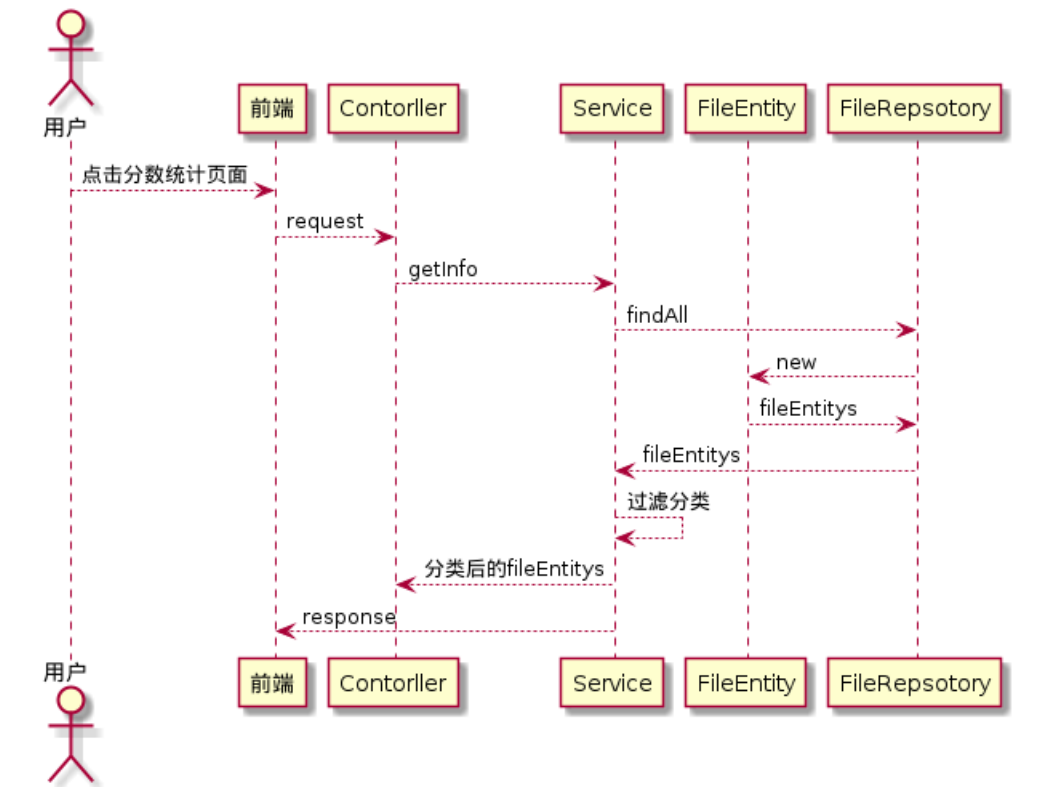 用户
前端
Contorller
Service
FileEntity
FileRepsotory
点击分数统计页面
request
getInfo
findAll
new
fileEntitys
fileEntitys
过滤分类
分类后的fileEntitys
response
用户
前端
Contorller
Service
FileEntity
FileRepsotory